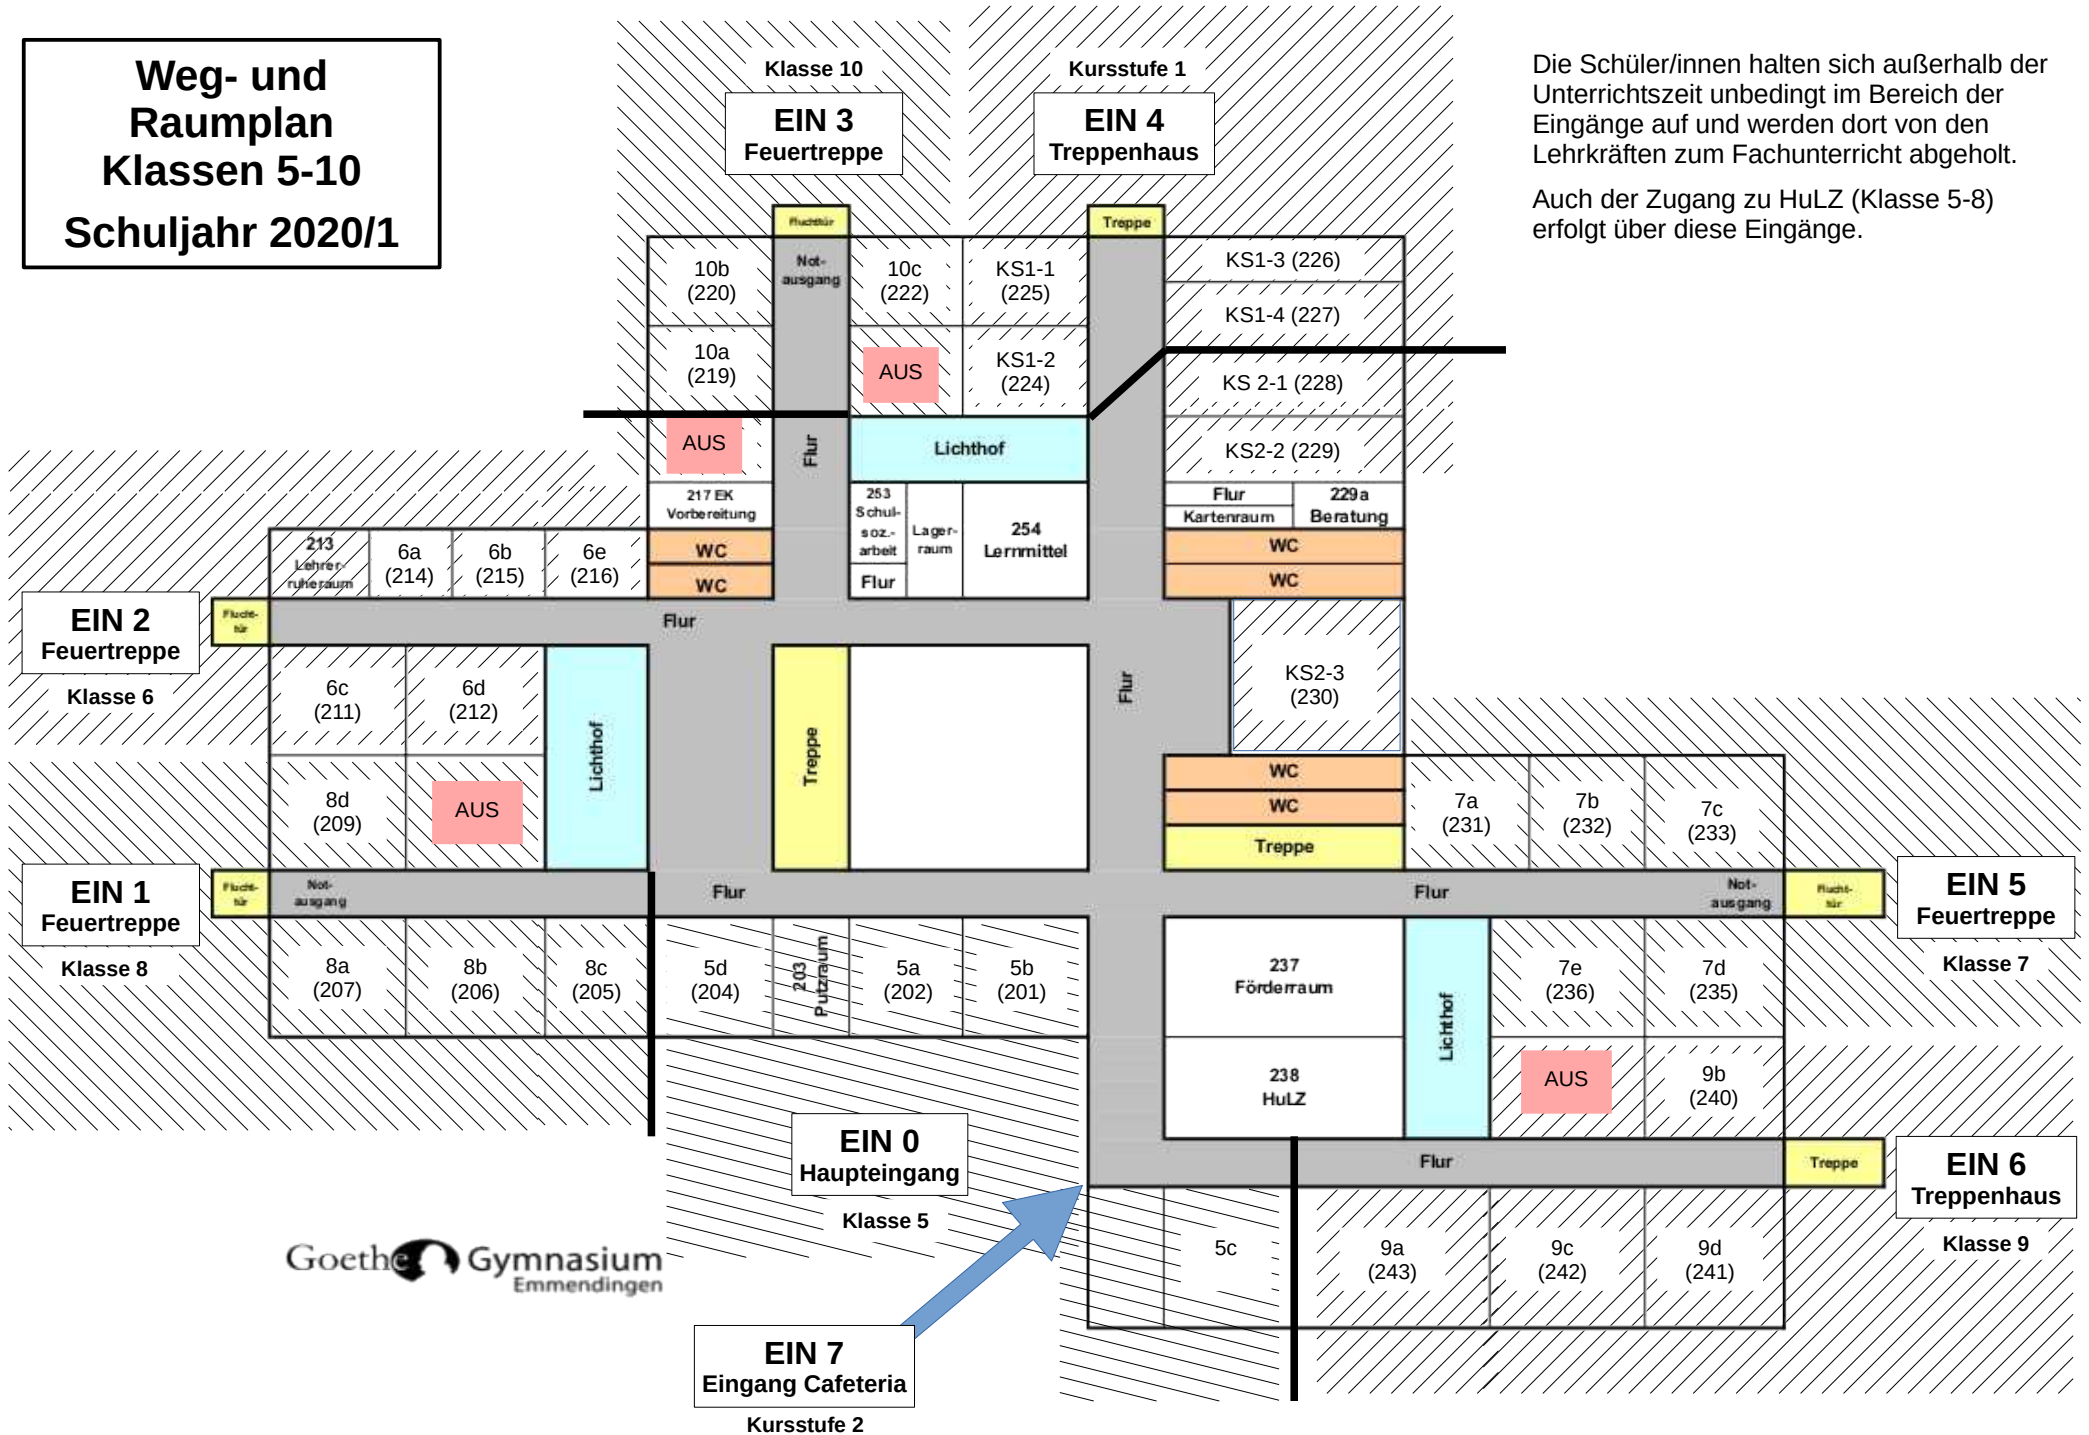 Weg- und
Raumplan
Klassen 5-10
Schuljahr 2020/1
Klasse 10
EIN 3
Feuertreppe
Kursstufe 1
EIN 4
Treppenhaus
Die Schüler/innen halten sich außerhalb der
Unterrichtszeit unbedingt im Bereich der
Eingänge auf und werden dort von den
Lehrkräften zum Fachunterricht abgeholt.
Auch der Zugang zu HuLZ (Klasse 5-8)
erfolgt über diese Eingänge.
Fluchttür
Treppe
10b
(220)
Not-
ausgang
10c
(222)
KS1-1
(225)
KS1-3 (226)
KS1-4 (227)
10a
(219)
AUS
KS1-2
(224)
KS 2-1 (228)
AUS
Flur
Lichthof
KS2-2 (229)
217 EK
Vorbereitung
253
Schul-
soz.-
arbeit
Flur
Lager-
raum
254
Lernmittel
Flur
Kartenraum
229a
Beratung
213
Lehrer-
ruheraum
6a
(214)
6b
(215)
6e
(216)
WC
WC
WC
WC
EIN 2
Feuertreppe
Klasse 6
Flucht-
tür
Flur
6c
(211)
6d
(212)
Lichthof
Treppe
Flur
KS2-3
(230)
8d
(209)
AUS
WC
WC
Treppe
7a
(231)
7b
(232)
7c
(233)
EIN 1
Feuertreppe
Klasse 8
Flucht-
tür
Not-
ausgang
Flur
Flur
Not-
ausgang
Flucht-
tür
EIN 5
Feuertreppe
Klasse 7
8a
(207)
8b
(206)
8c
(205)
5d
(204)
203
Putzraum
5a
(202)
5b
(201)
237
Förderraum
Lichthof
7e
(236)
7d
(235)
238
HuLZ
AUS
9b
(240)
EIN 0
Haupteingang
Klasse 5
Flur
Treppe
EIN 6
Treppenhaus
Klasse 9
5c
9a
(243)
9c
(242)
9d
(241)
Goethe Gymnasium
Emmendingen
EIN 7
Eingang Cafeteria
Kursstufe 2